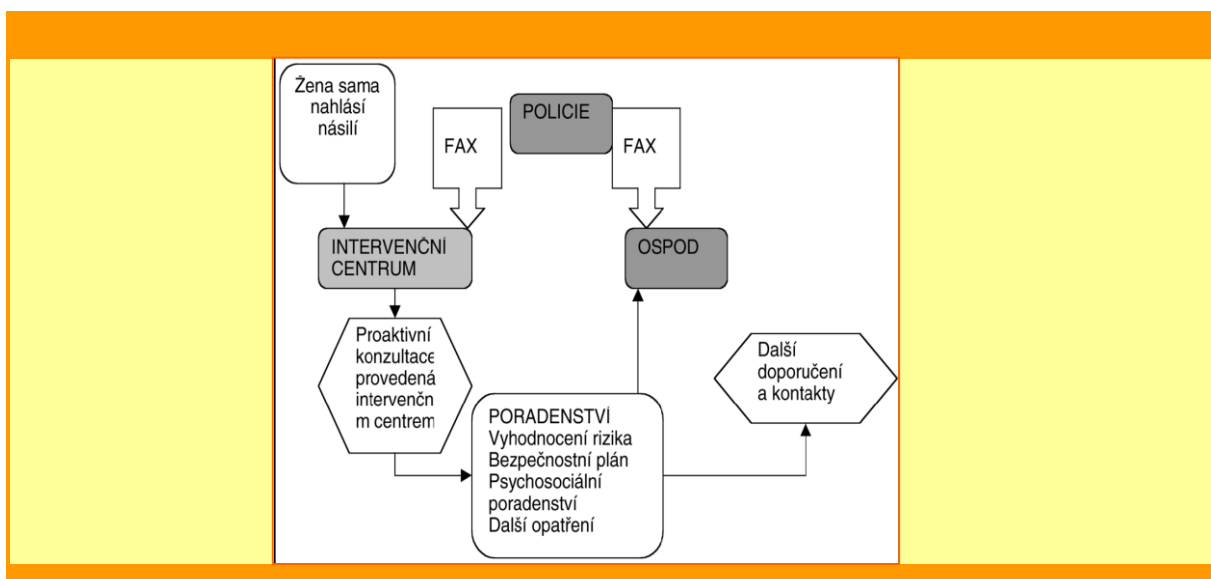 Žena sama
nahlásí
násilí
POLICIE
FAX
FAX
INTERVENČNÍ
CENTRUM
OSPOD
Proaktivní
konzultace
provedená
intervenčn
m centrem
Další
doporučení
a kontakty
PORADENSTVÍ
Vyhodnocení rizika
Bezpečnostní plán
Psychosociální
poradenství
Další opatření